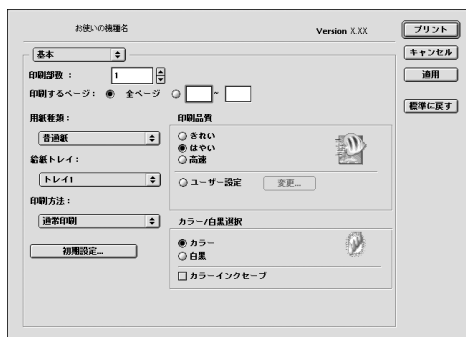 お使いの機種名 Version X.XX
プリント
キャンセル
適用
標準に戻す
基本
印刷部数 : 1
印刷するページ : 全ページ ~
用紙種類 :
普通紙
給紙トレイ :
トレイ1
印刷方法 :
通常印刷
初期設定...
印刷品質
きれい
はやい
高速
ユーザー設定 変更...
カラー/白黒選択
カラー
白黒
カラーインクセーブ